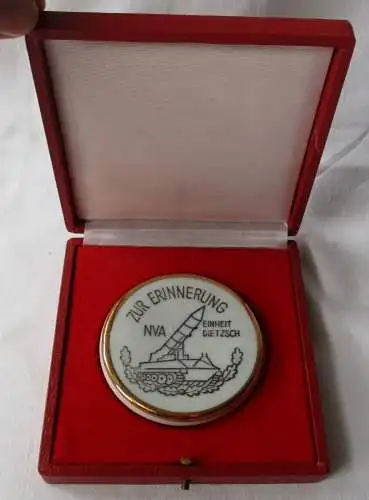 ZUR ERINNERUNG
NVA
EINHEIT
DIETZSCH